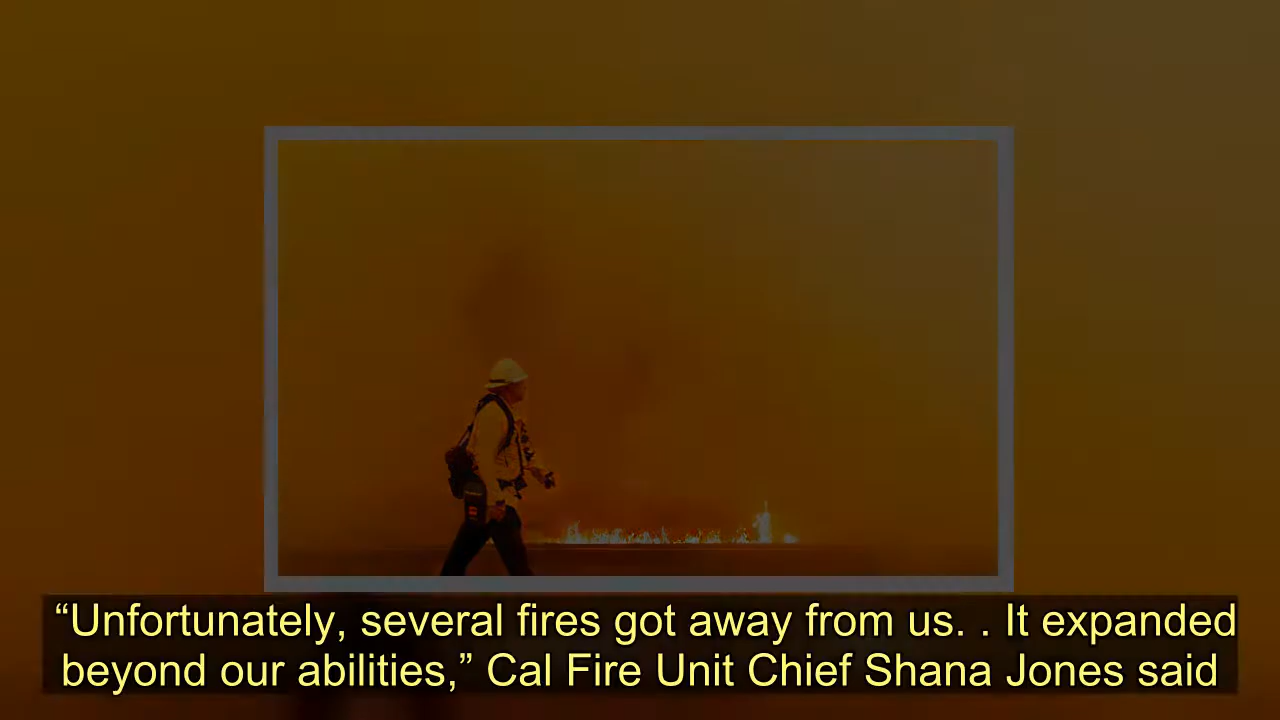 “Unfortunately, several fires got away from us. . It expanded
beyond our abilities,” Cal Fire Unit Chief Shana Jones said